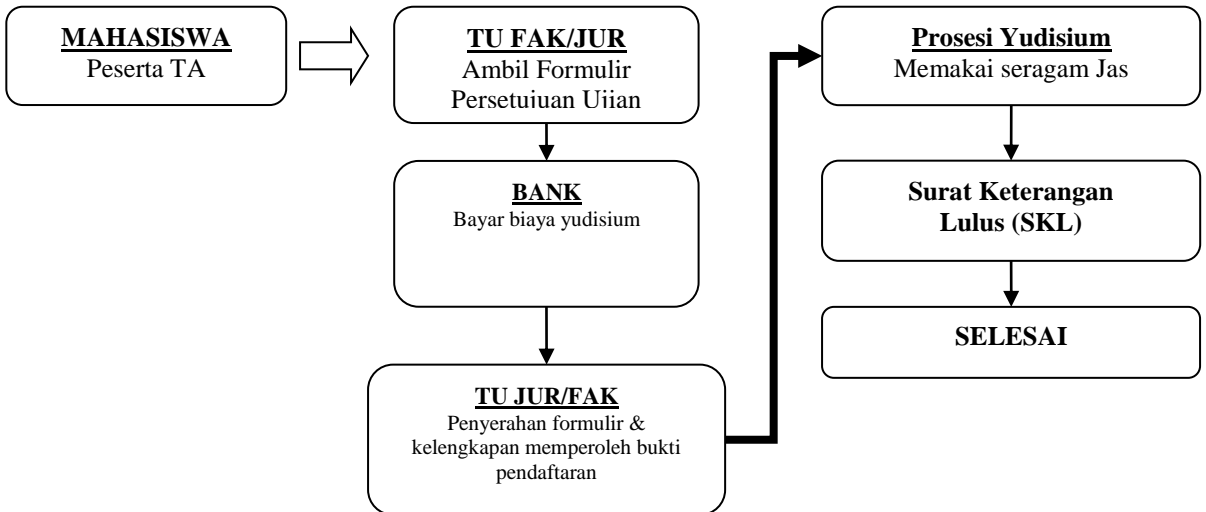 MAHASISWA
Peserta TA
TU FAK/JUR
Ambil Formulir
Persetujuan Ujian
BANK
Bayar biaya yudisium
TU JUR/FAK
Penyerahan formulir &
kelengkapan memperoleh bukti
pendaftaran
Prosesi Yudisium
Memakai seragam Jas
Surat Keterangan
Lulus (SKL)
SELESAI